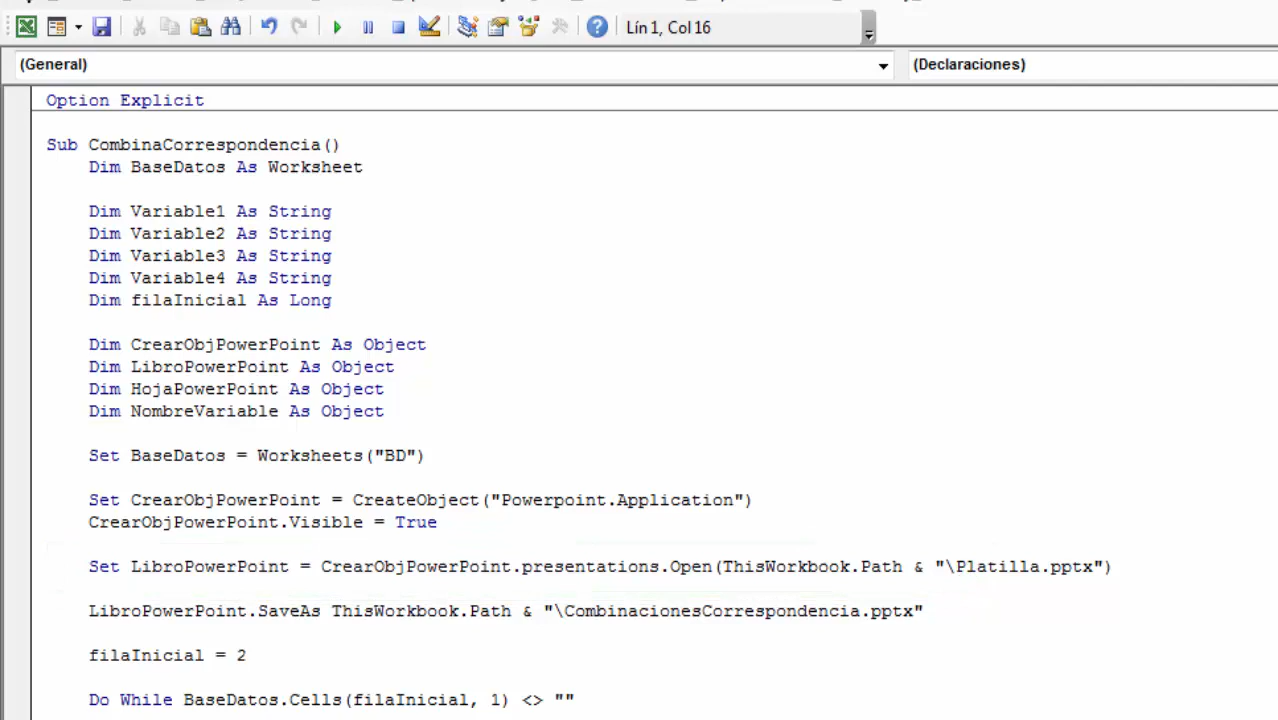 Lín 1, Col 16
(General)
(Declaraciones)
Option Explicit
Sub CombinaCorrespondencia()
Dim BaseDatos As Worksheet
Dim Variable1 As String
Dim Variable2 As String
Dim Variable3 As String
Dim Variable4 As String
Dim filaInicial As Long
Dim CrearObjPowerPoint As Object
Dim LibroPowerPoint As Object
Dim HojaPowerPoint As Object
Dim NombreVariable As Object
Set BaseDatos = Worksheets("BD")
Set CrearObjPowerPoint = CreateObject("Powerpoint.Application")
CrearObjPowerPoint.Visible = True
Set LibroPowerPoint = CrearObjPowerPoint.presentations.Open(ThisWorkbook.Path & "\Platilla.pptx")
LibroPowerPoint.SaveAs ThisWorkbook.Path & "\CombinacionesCorrespondencia.pptx"
filaInicial = 2
Do While BaseDatos.Cells(filaInicial, 1) <> ""